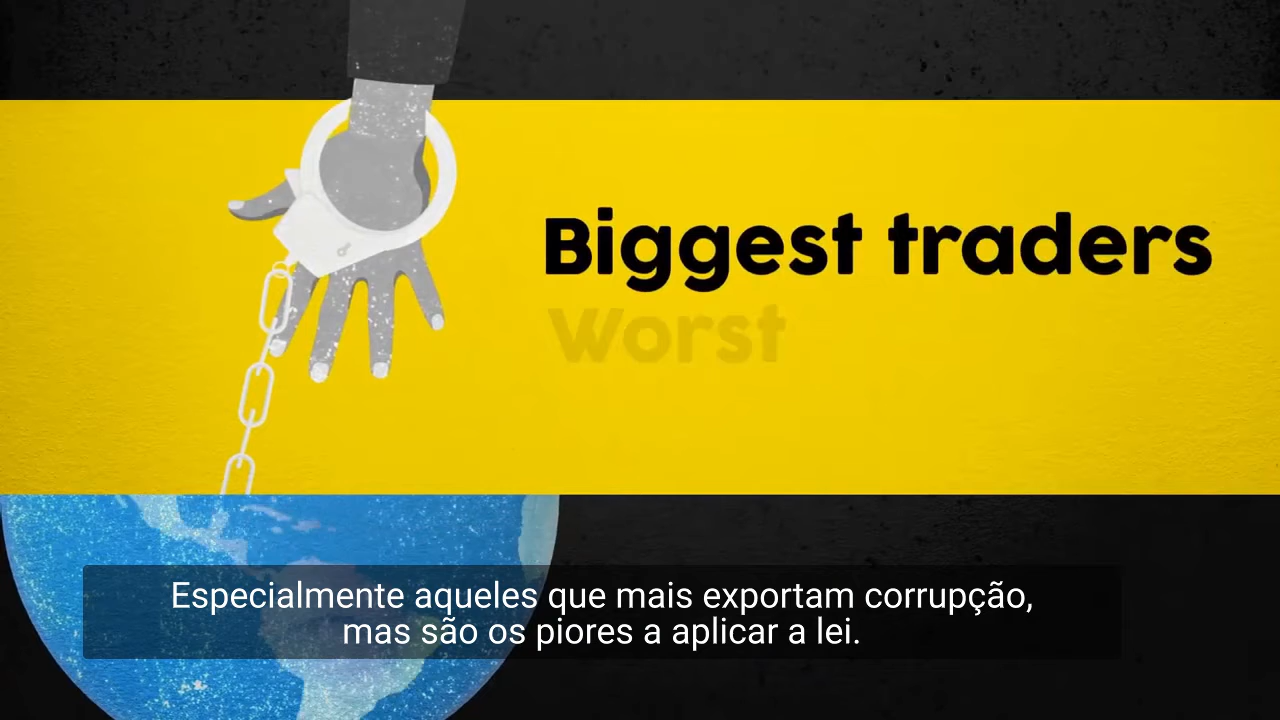 Biggest traders
Worst
Especialmente aqueles que mais exportam corrupção,
mas são os piores a aplicar a lei.